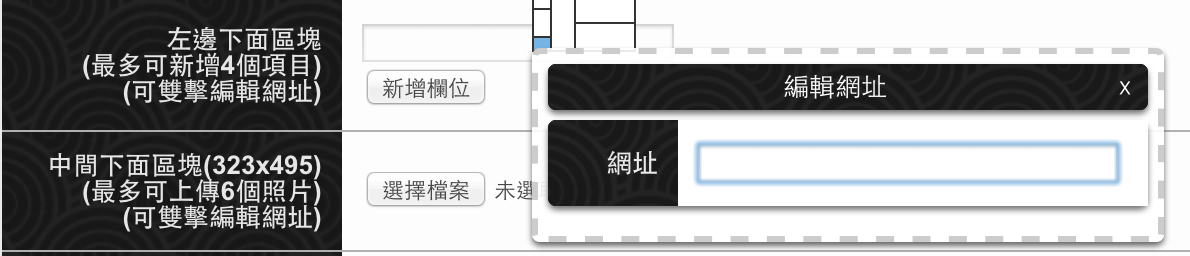 左邊下面區塊
(最多可新增4個項目)
(可雙擊編輯網址)
新增欄位
編輯網址
X
網址
中間下面區塊(323x495)
(最多可上傳6個照片)
(可雙擊編輯網址)
選擇檔案
未選